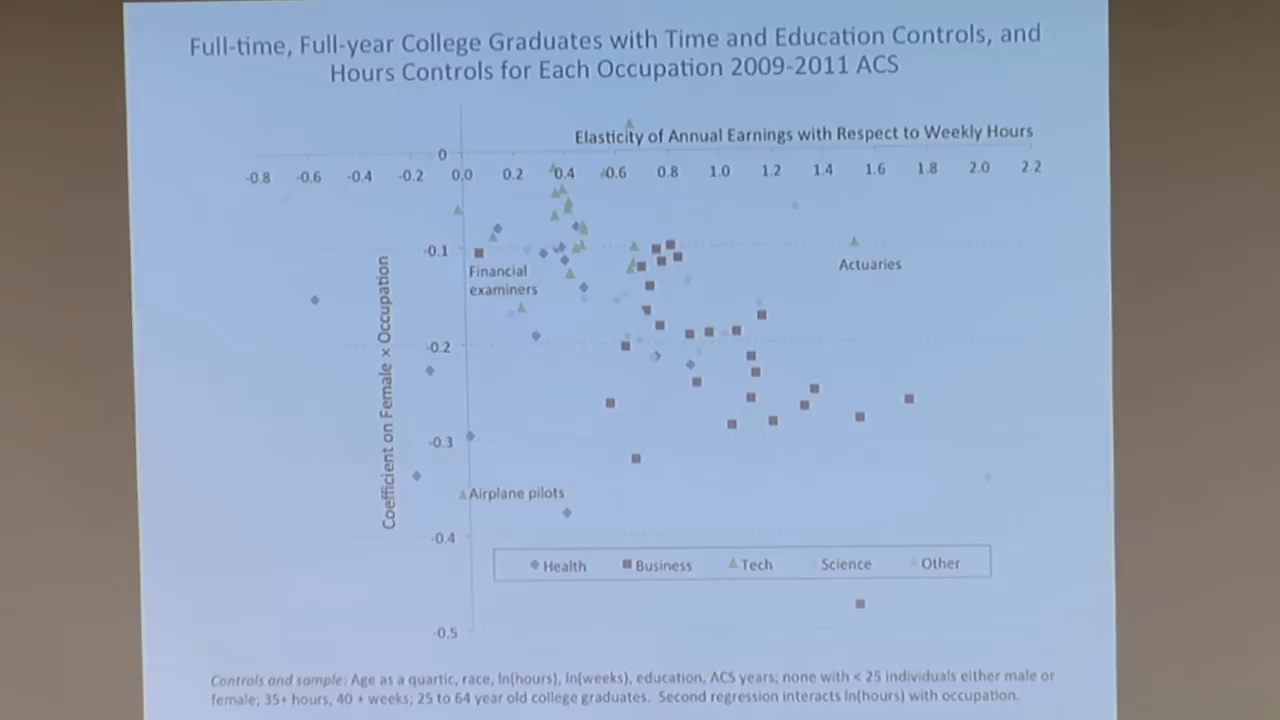 Full-time, Full-year College Graduates with Time and Education Controls, and
Hours Controls for Each Occupation 2009-2011 ACS
Elasticity of Annual Earnings with Respect to Weekly Hours
0
-0.8 -0.6 -0.4 -0.2 0.0 0.2 0.4 0.6 0.8 1.0 1.2 1.4 1.6 1.8 2.0 2.2
-0.1
Financial
examiners
Actuaries
-0.2
Coefficient on Female × Occupation
-0.3
Airplane pilots
-0.4
Health Business Tech Science Other
-0.5
Controls and sample: Age as a quartic, race, ln(hours), ln(weeks), education, ACS years; none with < 25 individuals either male or
female; 35+ hours, 40 + weeks; 25 to 64 year old college graduates. Second regression interacts ln(hours) with occupation.